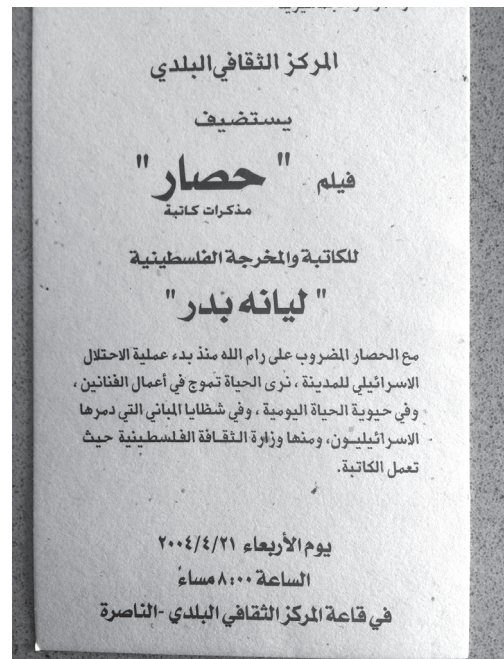 المركز الثقافي البلدي
يستضيف
فيلم " حصار "
مذكرات كاتبة
للكاتبة والمخرجة الفلسطينية
" ليانه بدر "
مع الحصار المضروب على رام الله منذ بدء عملية الاحتلال
الاسرائيلي للمدينة ، نرى الحياة تموج في أعمال الفنانين ،
وفي حيوية الحياة اليومية ، وفي شظايا المباني التي دمرها
الاسرائيليون، ومنها وزارة الثقافة الفلسطينية حيث
تعمل الكاتبة.
يوم الأربعاء ٢٠٠٤/٤/٢١
الساعة ٨:٠٠ مساءً
في قاعة المركز الثقافي البلدي -الناصرة